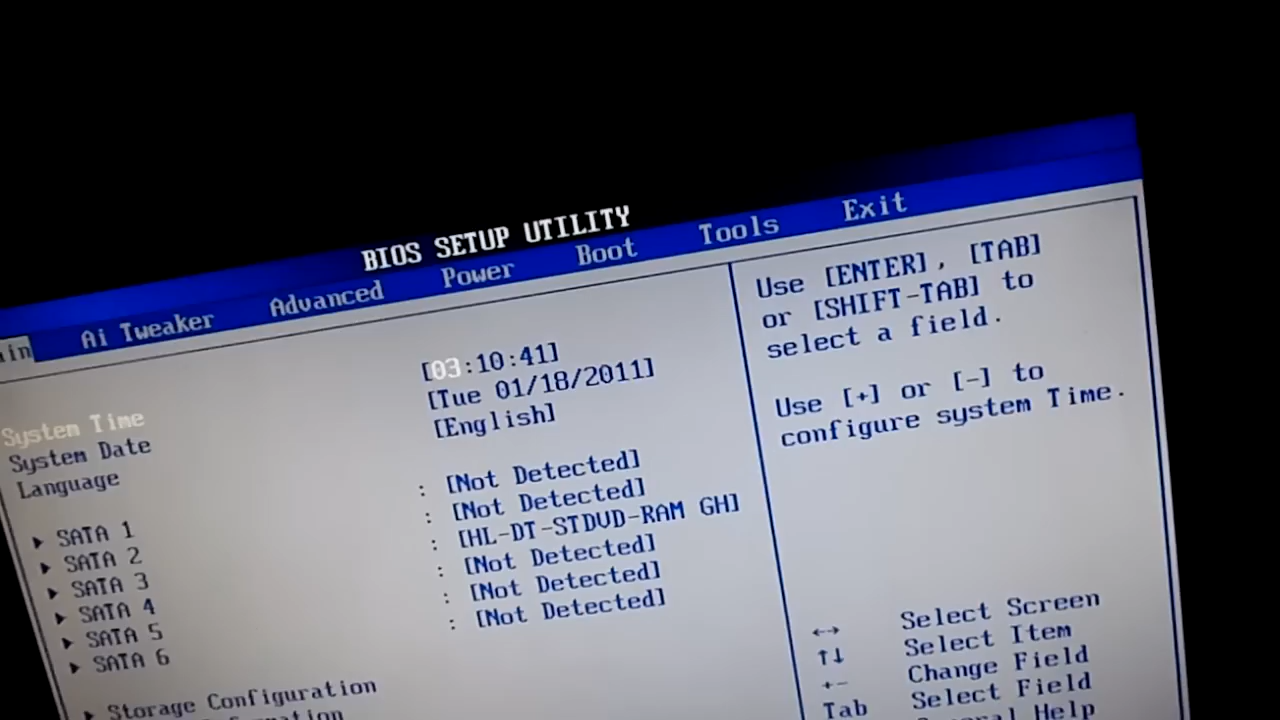 BIOS SETUP UTILITY
ain Ai Tweaker Advanced Power Boot Tools Exit
System Time [03:10:41]
System Date [Tue 01/18/2011]
Language [English]
SATA 1 : [Not Detected]
SATA 2 : [Not Detected]
SATA 3 : [HL-DT-STDVD-RAM GH]
SATA 4 : [Not Detected]
SATA 5 : [Not Detected]
SATA 6 : [Not Detected]
Storage Configuration
Use [ENTER], [TAB]
or [SHIFT-TAB] to
select a field.
Use [+] or [-] to
configure system Time.
←→ Select Screen
↑↓ Select Item
+- Change Field
Tab Select Field
Help